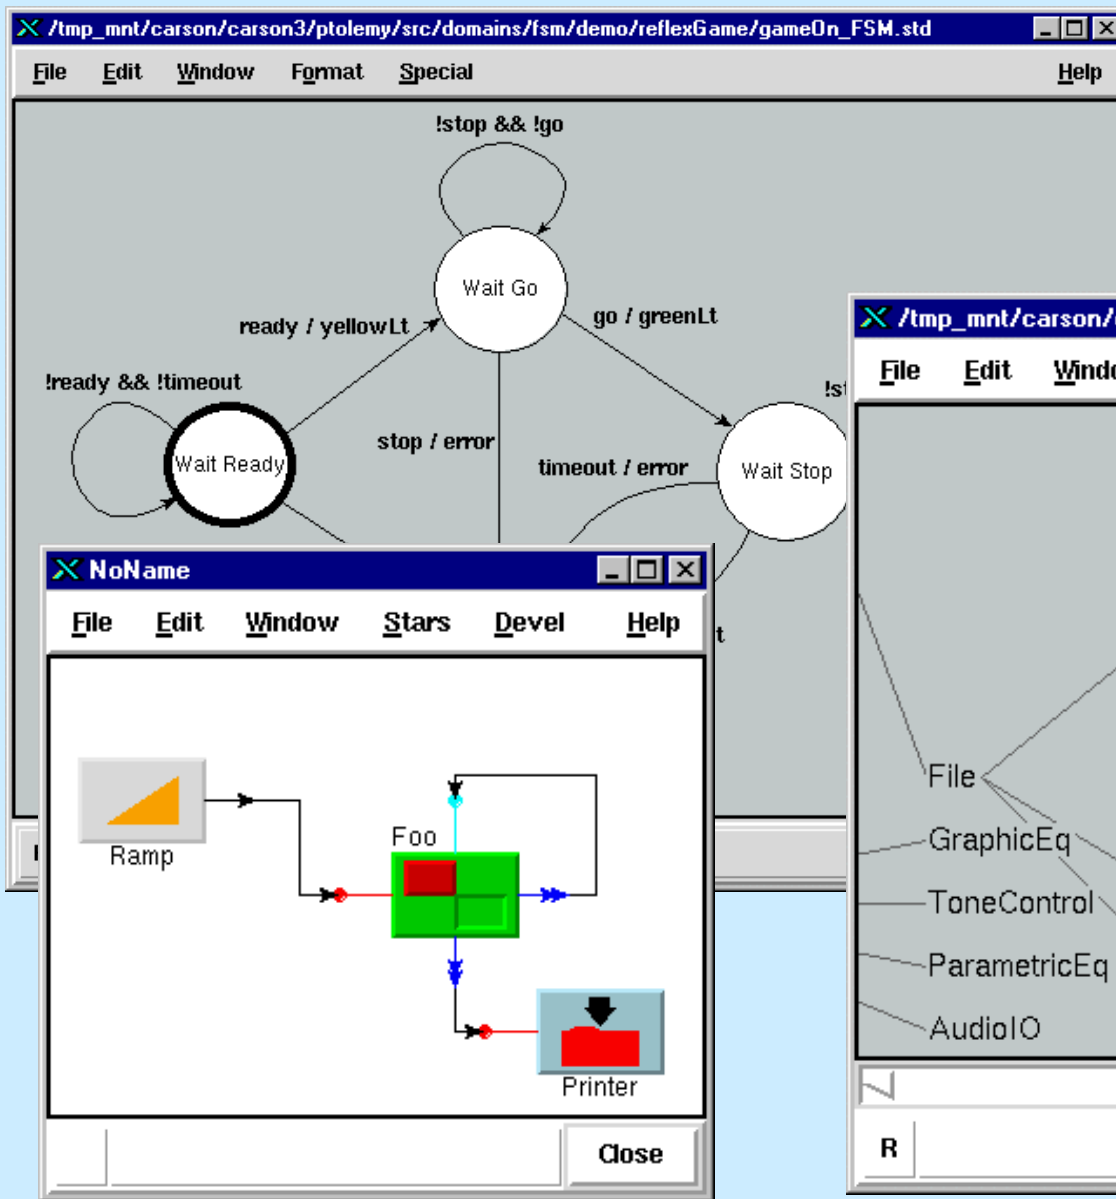 /tmp_mnt/carson/carson3/ptolemy/src/domains/fsm/demo/reflexGame/gameOn_FSM.std
File Edit Window Format Special Help
!stop && !go
Wait Go
ready / yellowLt
go / greenLt
!ready && !timeout
Wait Ready
stop / error
timeout / error
Wait Stop
/tmp_mnt/carson/
File Edit
File
GraphicEq
ToneControl
ParametricEq
AudioIO
R
NoName
File Edit Window Stars Devel Help
Ramp
Foo
Printer
Close